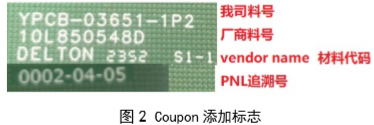 YPCB-03651-1P2 我司料号
10L850548D 厂商料号
DELTON 2352 S1-1 vendor name 材料代码
0002-04-05 PNL追溯号
图 2 Coupon 添加标志